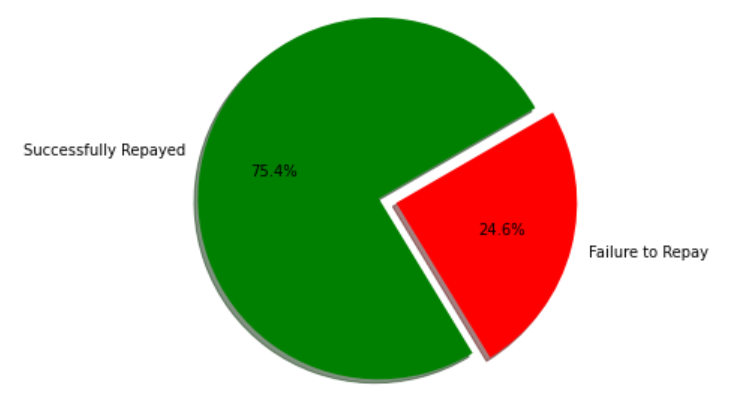 Successfully Repayed
75.4%
24.6%
Failure to Repay